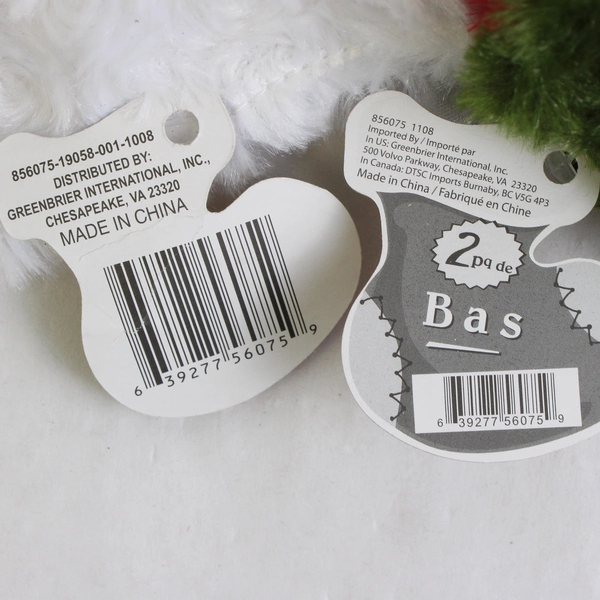 856075-19058-001-1008
DISTRIBUTED BY:
GREENBRIER INTERNATIONAL, INC.,
CHESAPEAKE, VA 23320
MADE IN CHINA
6 39277 56075 9
856075 1108
Imported By / Importé par
In US: Greenbrier International, Inc.
500 Volvo Parkway, Chesapeake, VA 23320
In Canada: DTSC Imports Burnaby, BC V5G 4P3
Made in China / Fabriqué en Chine
2 pq de
Bas
6 39277 56075 9